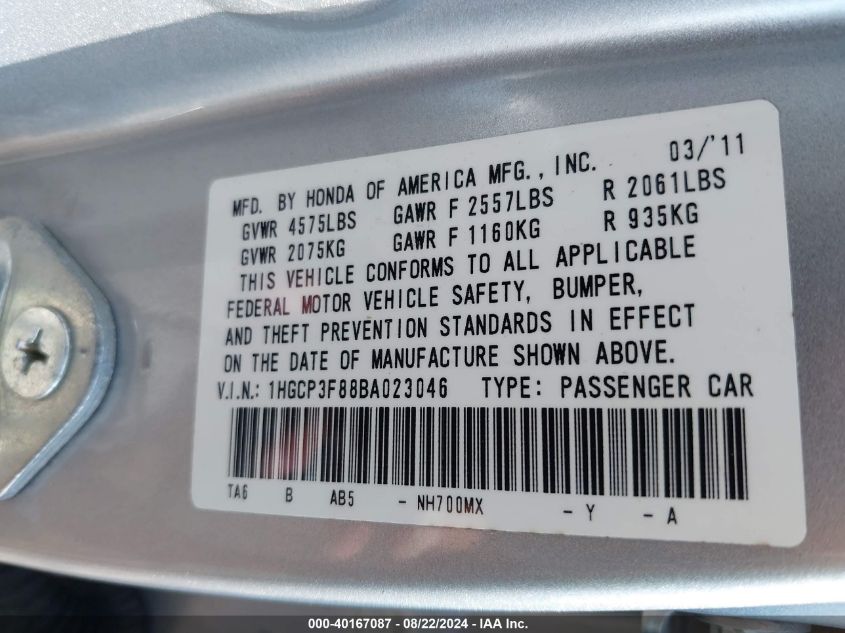 03/'11
MFD. BY HONDA OF AMERICA MFG., INC.
GVWR 4575LBS GAWR F 2557LBS R 2061LBS
GVWR 2075KG GAWR F 1160KG R 935KG
THIS VEHICLE CONFORMS TO ALL APPLICABLE
FEDERAL MOTOR VEHICLE SAFETY, BUMPER,
AND THEFT PREVENTION STANDARDS IN EFFECT
ON THE DATE OF MANUFACTURE SHOWN ABOVE.
V.I.N.: 1HGCP3F88BA023046 TYPE: PASSENGER CAR
TA6 B AB5 - NH700MX - Y - A
000-40167087 - 08/22/2024 - IAA Inc.